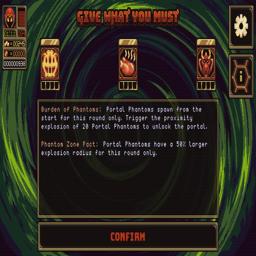 GIVE WHAT YOU MUST
Burden of Phantoms: Portal Phantoms spawn from the
start for this round only. Trigger the proximity
explosion of 20 Portal Phantoms to unlock the portal.
Phantom Zone Pact: Portal Phantoms have a 50% larger
explosion radius for this round only.
CONFIRM